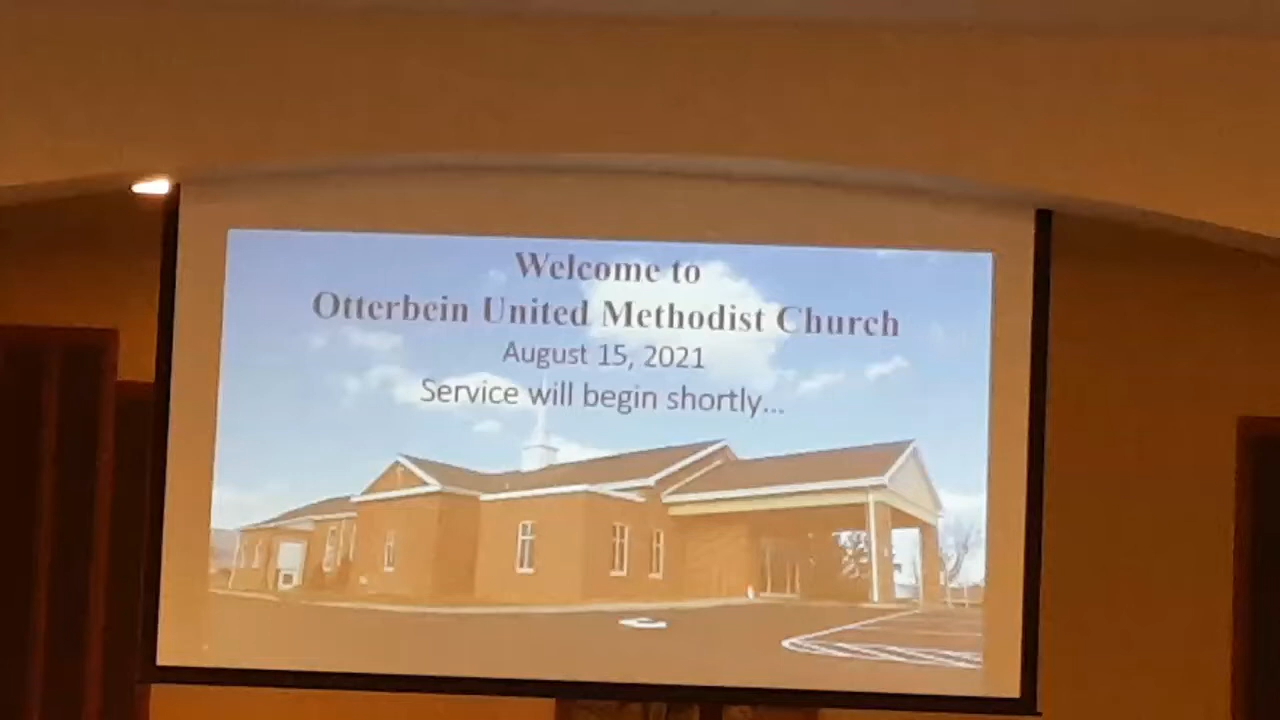 Welcome to
Otterbein United Methodist Church
August 15, 2021
Service will begin shortly...